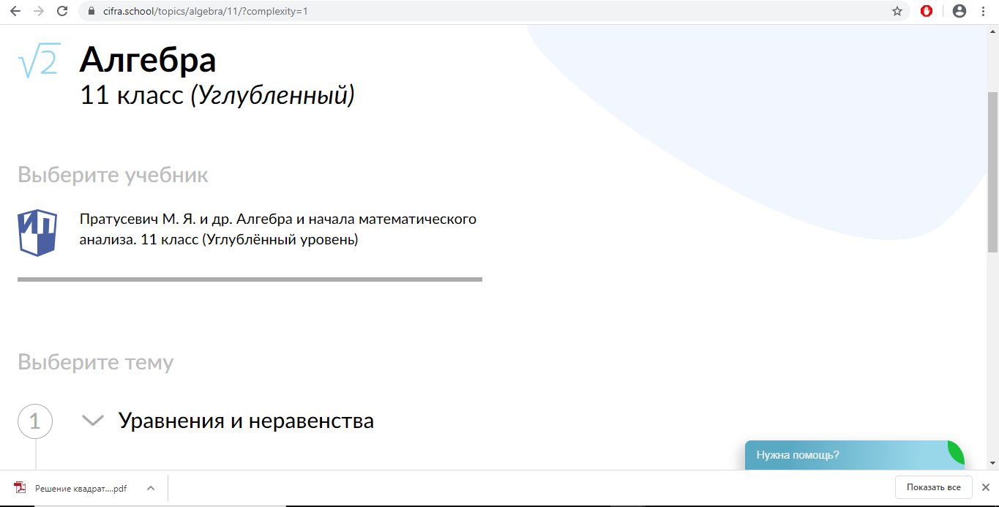 cifra.school/topics/algebra/11/?complexity=1
√2
Алгебра
11 класс (Углубленный)
Выберите учебник
Пратусевич М. Я. и др. Алгебра и начала математического
анализа. 11 класс (Углублённый уровень)
Выберите тему
1
Уравнения и неравенства
Нужна помощь?
Решение квадрат....pdf
Показать все